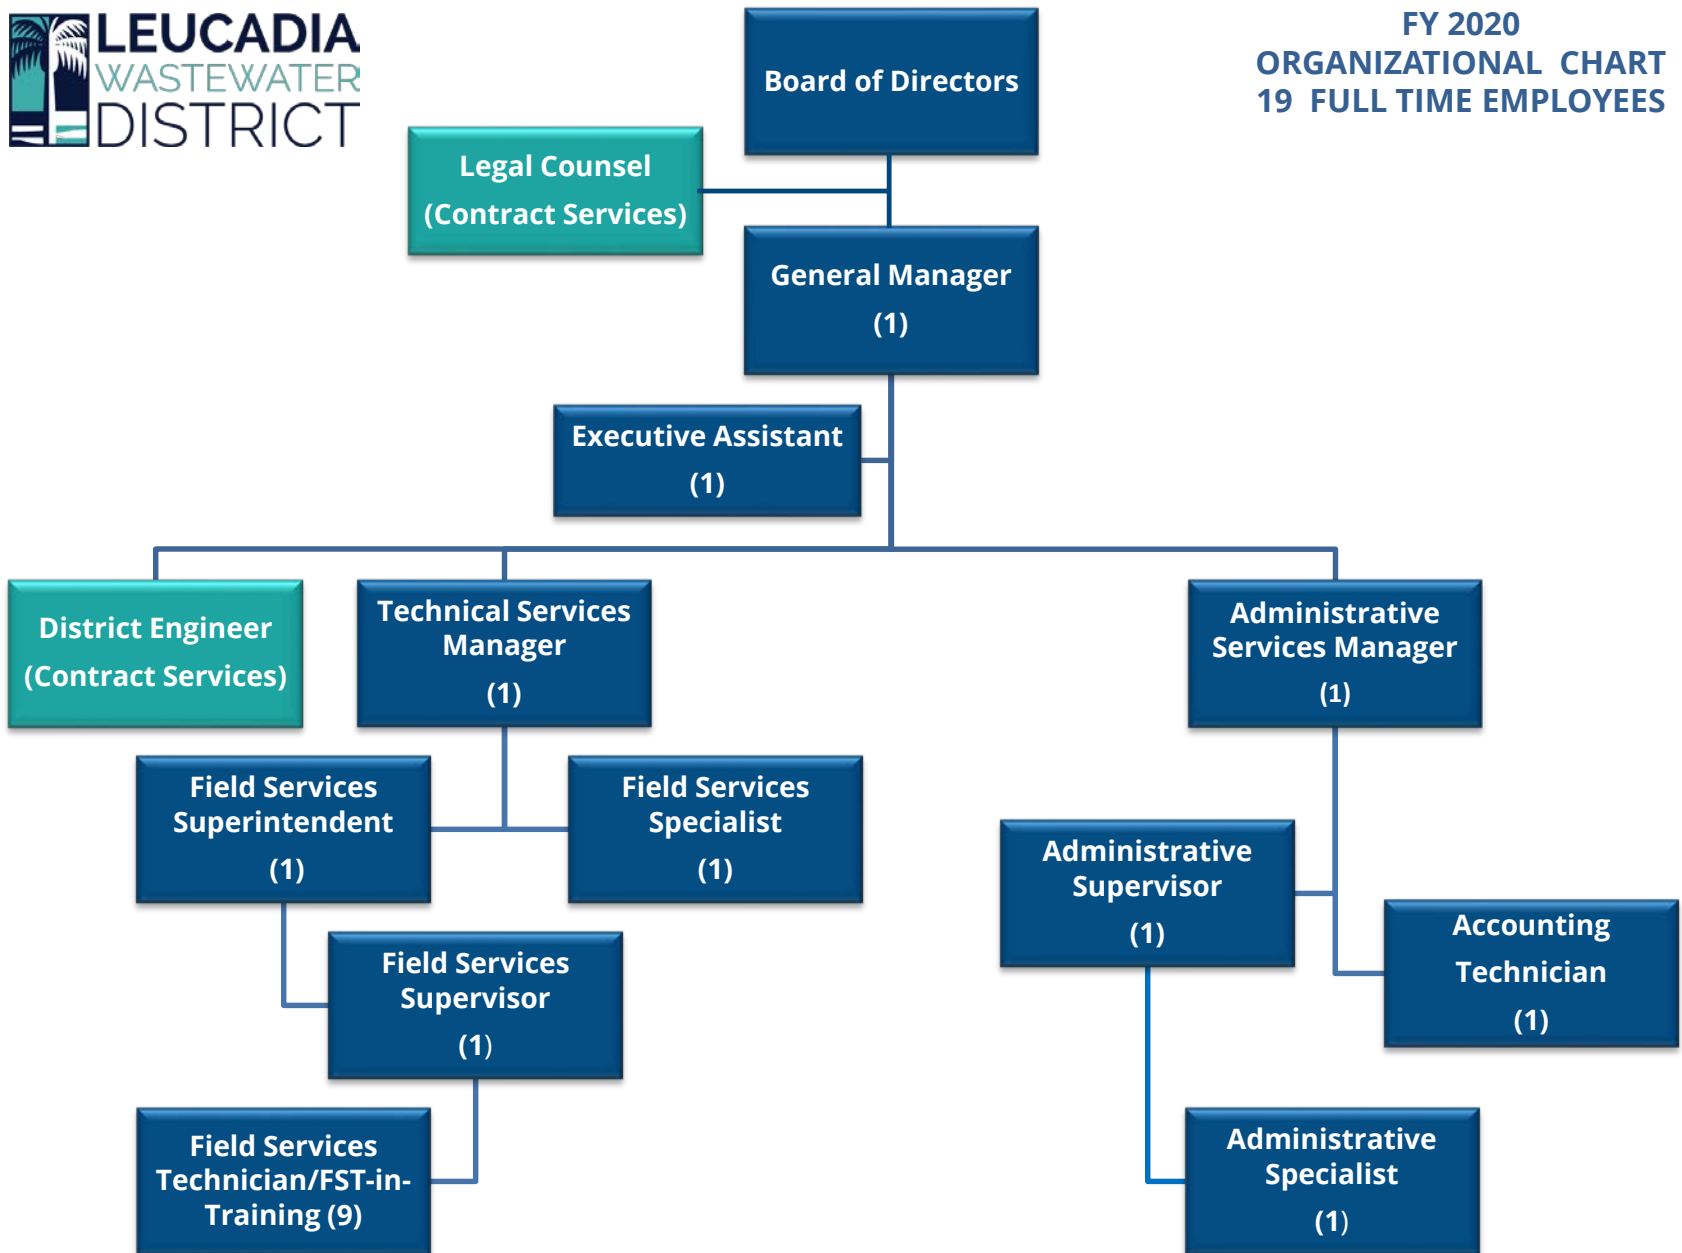 LEUCADIA
WASTEWATER
DISTRICT
FY 2020
ORGANIZATIONAL CHART
19 FULL TIME EMPLOYEES
Board of Directors
Legal Counsel
(Contract Services)
General Manager
(1)
Executive Assistant
(1)
District Engineer
(Contract Services)
Technical Services
Manager
(1)
Administrative
Services Manager
(1)
Field Services
Superintendent
(1)
Field Services
Specialist
(1)
Administrative
Supervisor
(1)
Accounting
Technician
(1)
Field Services
Supervisor
(1)
Field Services
Technician/FST-in-
Training (9)
Administrative
Specialist
(1)